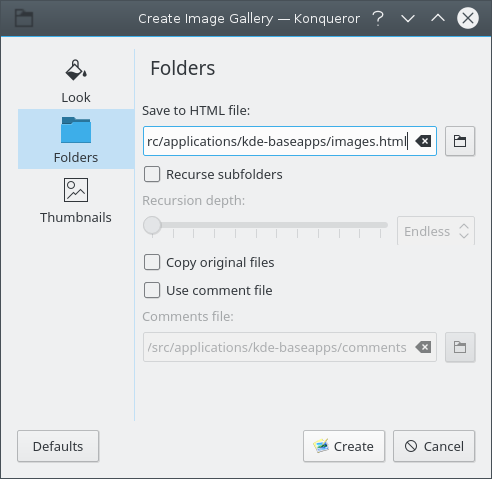 Create Image Gallery — Konqueror
Look
Folders
Thumbnails
Folders
Save to HTML file:
rc/applications/kde-baseapps/images.html
Recurse subfolders
Recursion depth:
Endless
Copy original files
Use comment file
Comments file:
/src/applications/kde-baseapps/comments
Defaults
Create
Cancel